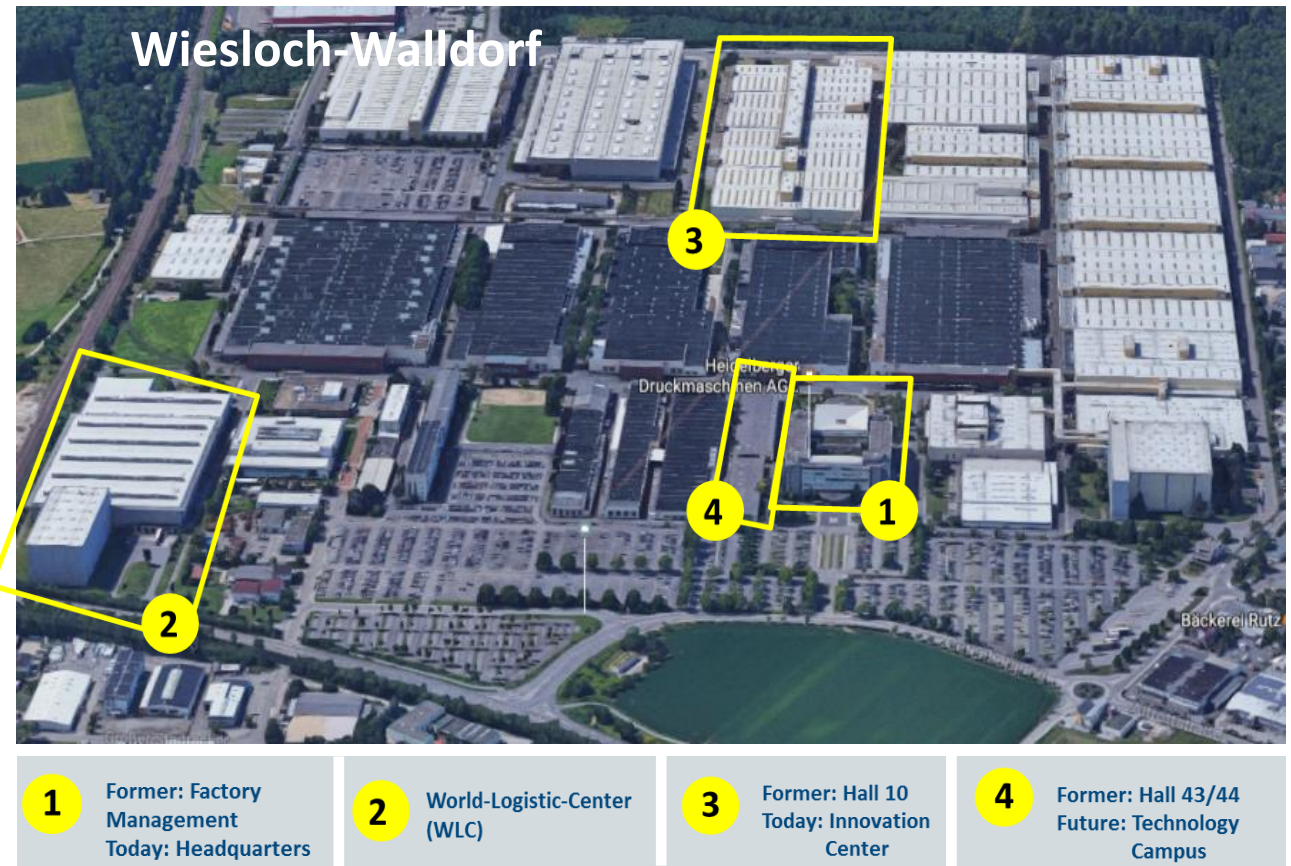 Wiesloch-Walldorf
3
Heidelberger
Druckmaschinen AG
4
1
2
Bäckerei Rutz
1
Former: Factory
Management
Today: Headquarters
2
World-Logistic-Center
(WLC)
3
Former: Hall 10
Today: Innovation
Center
4
Former: Hall 43/44
Future: Technology
Campus